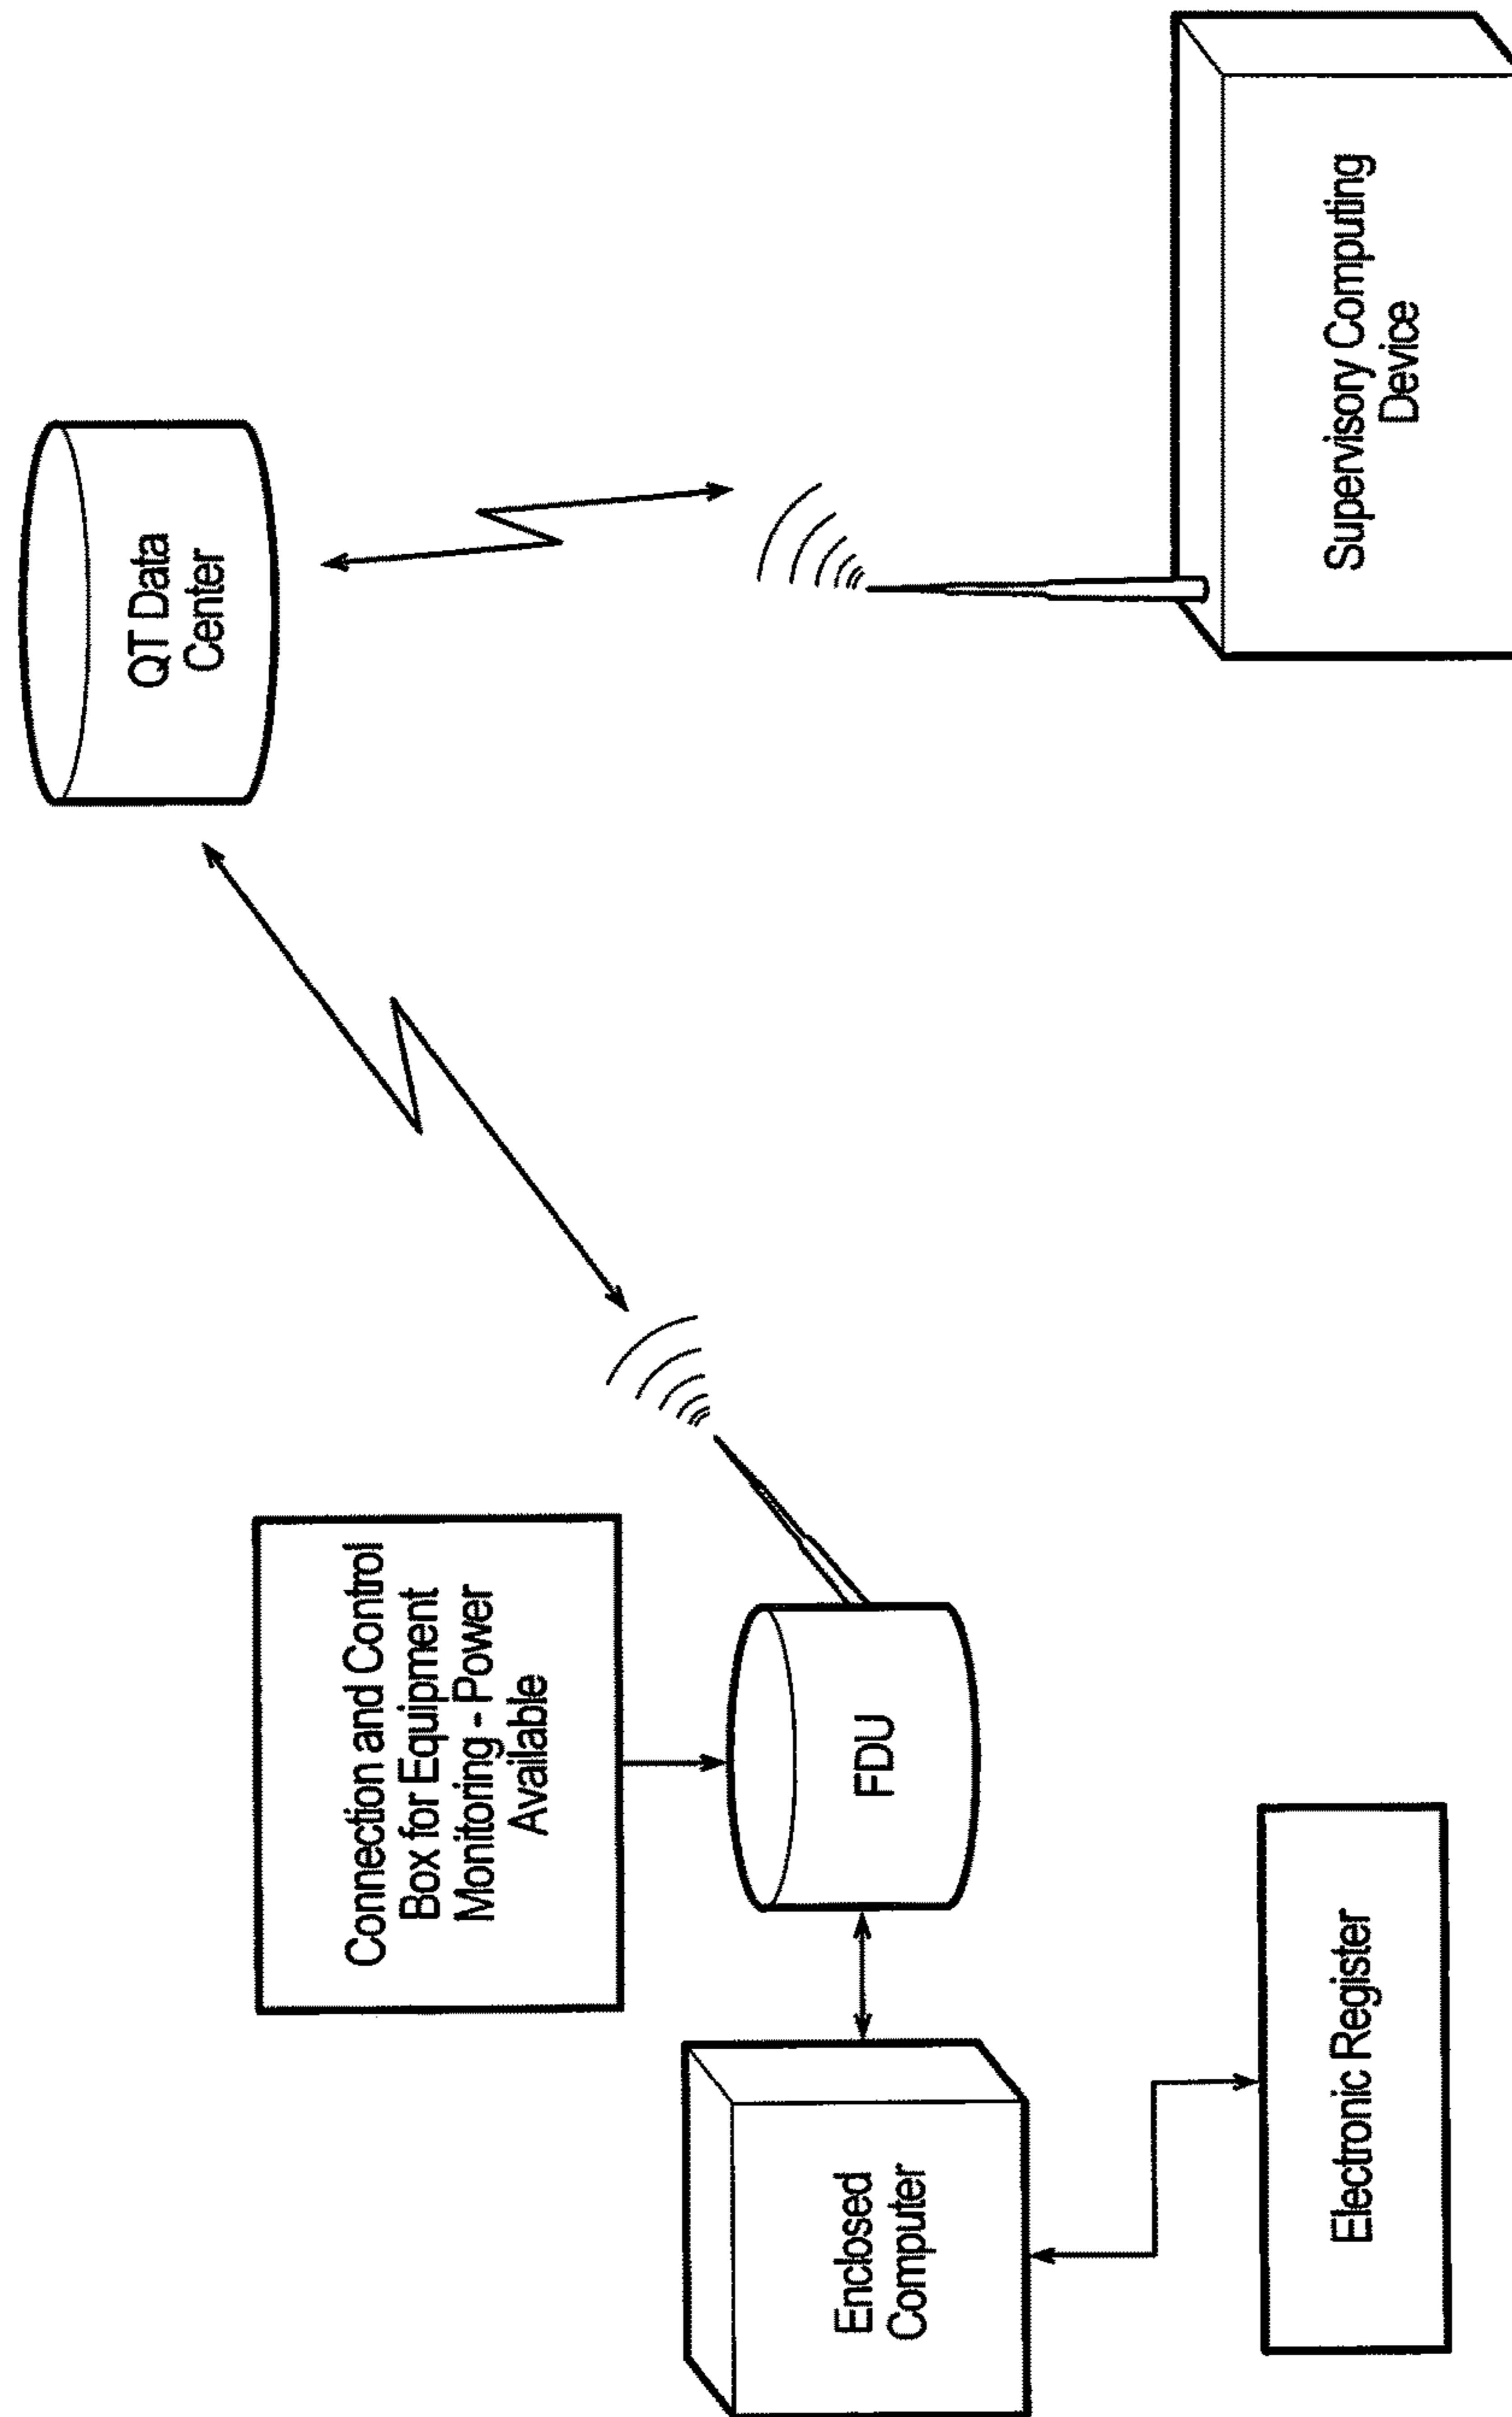 QT Data
Center
Connection and Control
Box for Equipment
Monitoring - Power
Available
FDU
Enclosed
Computer
Electronic Register
Supervisory Computing
Device